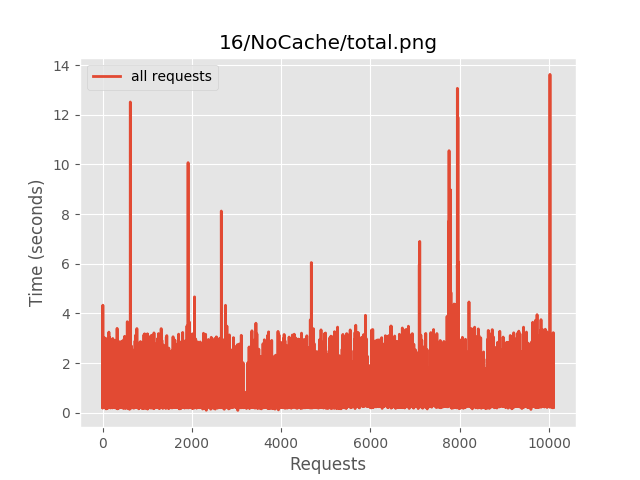 16/NoCache/total.png
all requests
Time (seconds)
14
12
10
8
6
4
2
0
0 2000 4000 6000 8000 10000
Requests